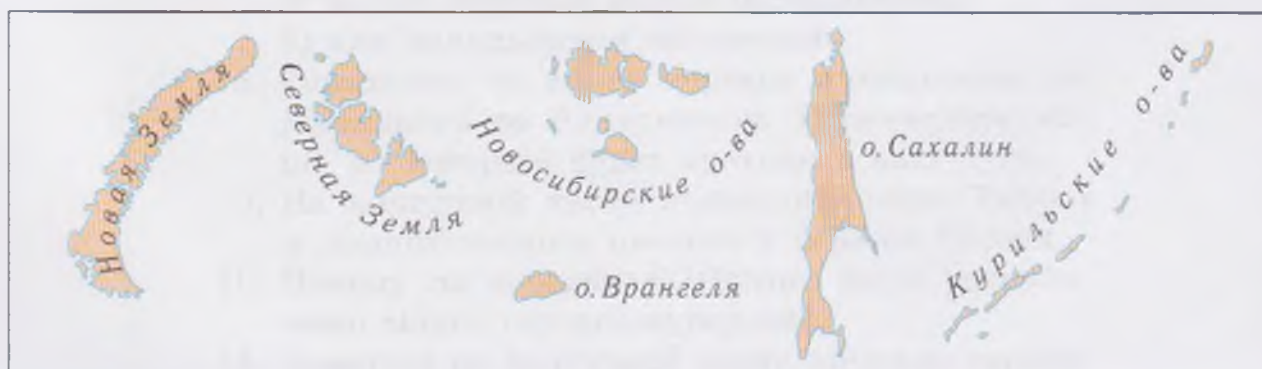 Новая Земля
Северная Земля
Новосибирские о-ва
о. Врангеля
о. Сахалин
Курильские о-ва